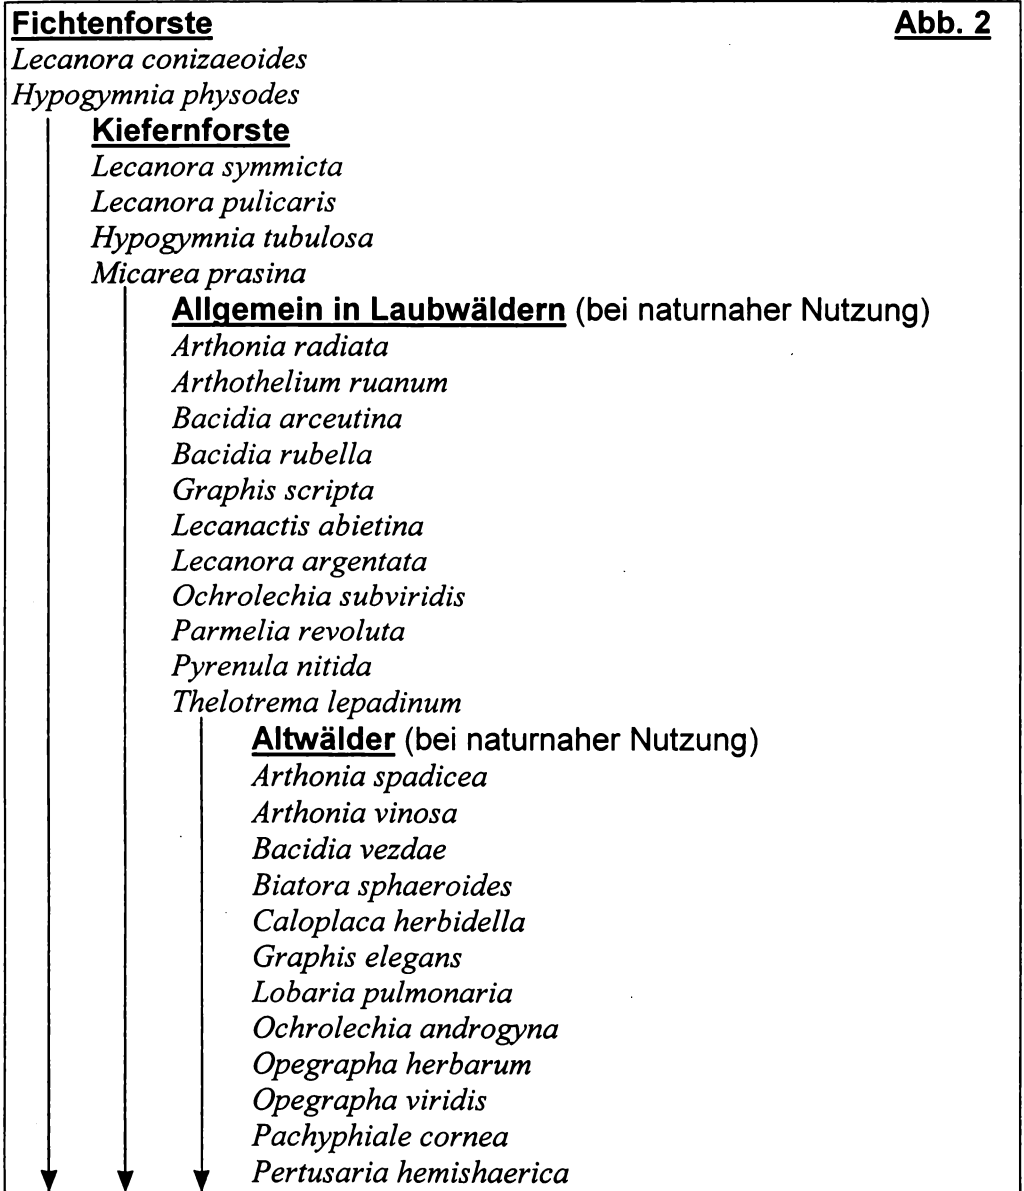 Fichtenforste Abb. 2
Lecanora conizaeoides
Hypogymnia physodes
Kiefernforste
Lecanora symmicta
Lecanora pulicaris
Hypogymnia tubulosa
Micarea prasina
Allgemein in Laubwäldern (bei naturnaher Nutzung)
Arthonia radiata
Arthothelium ruanum
Bacidia arceutina
Bacidia rubella
Graphis scripta
Lecanactis abietina
Lecanora argentata
Ochrolechia subviridis
Parmelia revoluta
Pyrenula nitida
Thelotrema lepadinum
Altwälder (bei naturnaher Nutzung)
Arthonia spadicea
Arthonia vinosa
Bacidia vezdae
Biatora sphaeroides
Caloplaca herbidella
Graphis elegans
Lobaria pulmonaria
Ochrolechia androgyna
Opegrapha herbarum
Opegrapha viridis
Pachyphiale cornea
Pertusaria hemishaerica